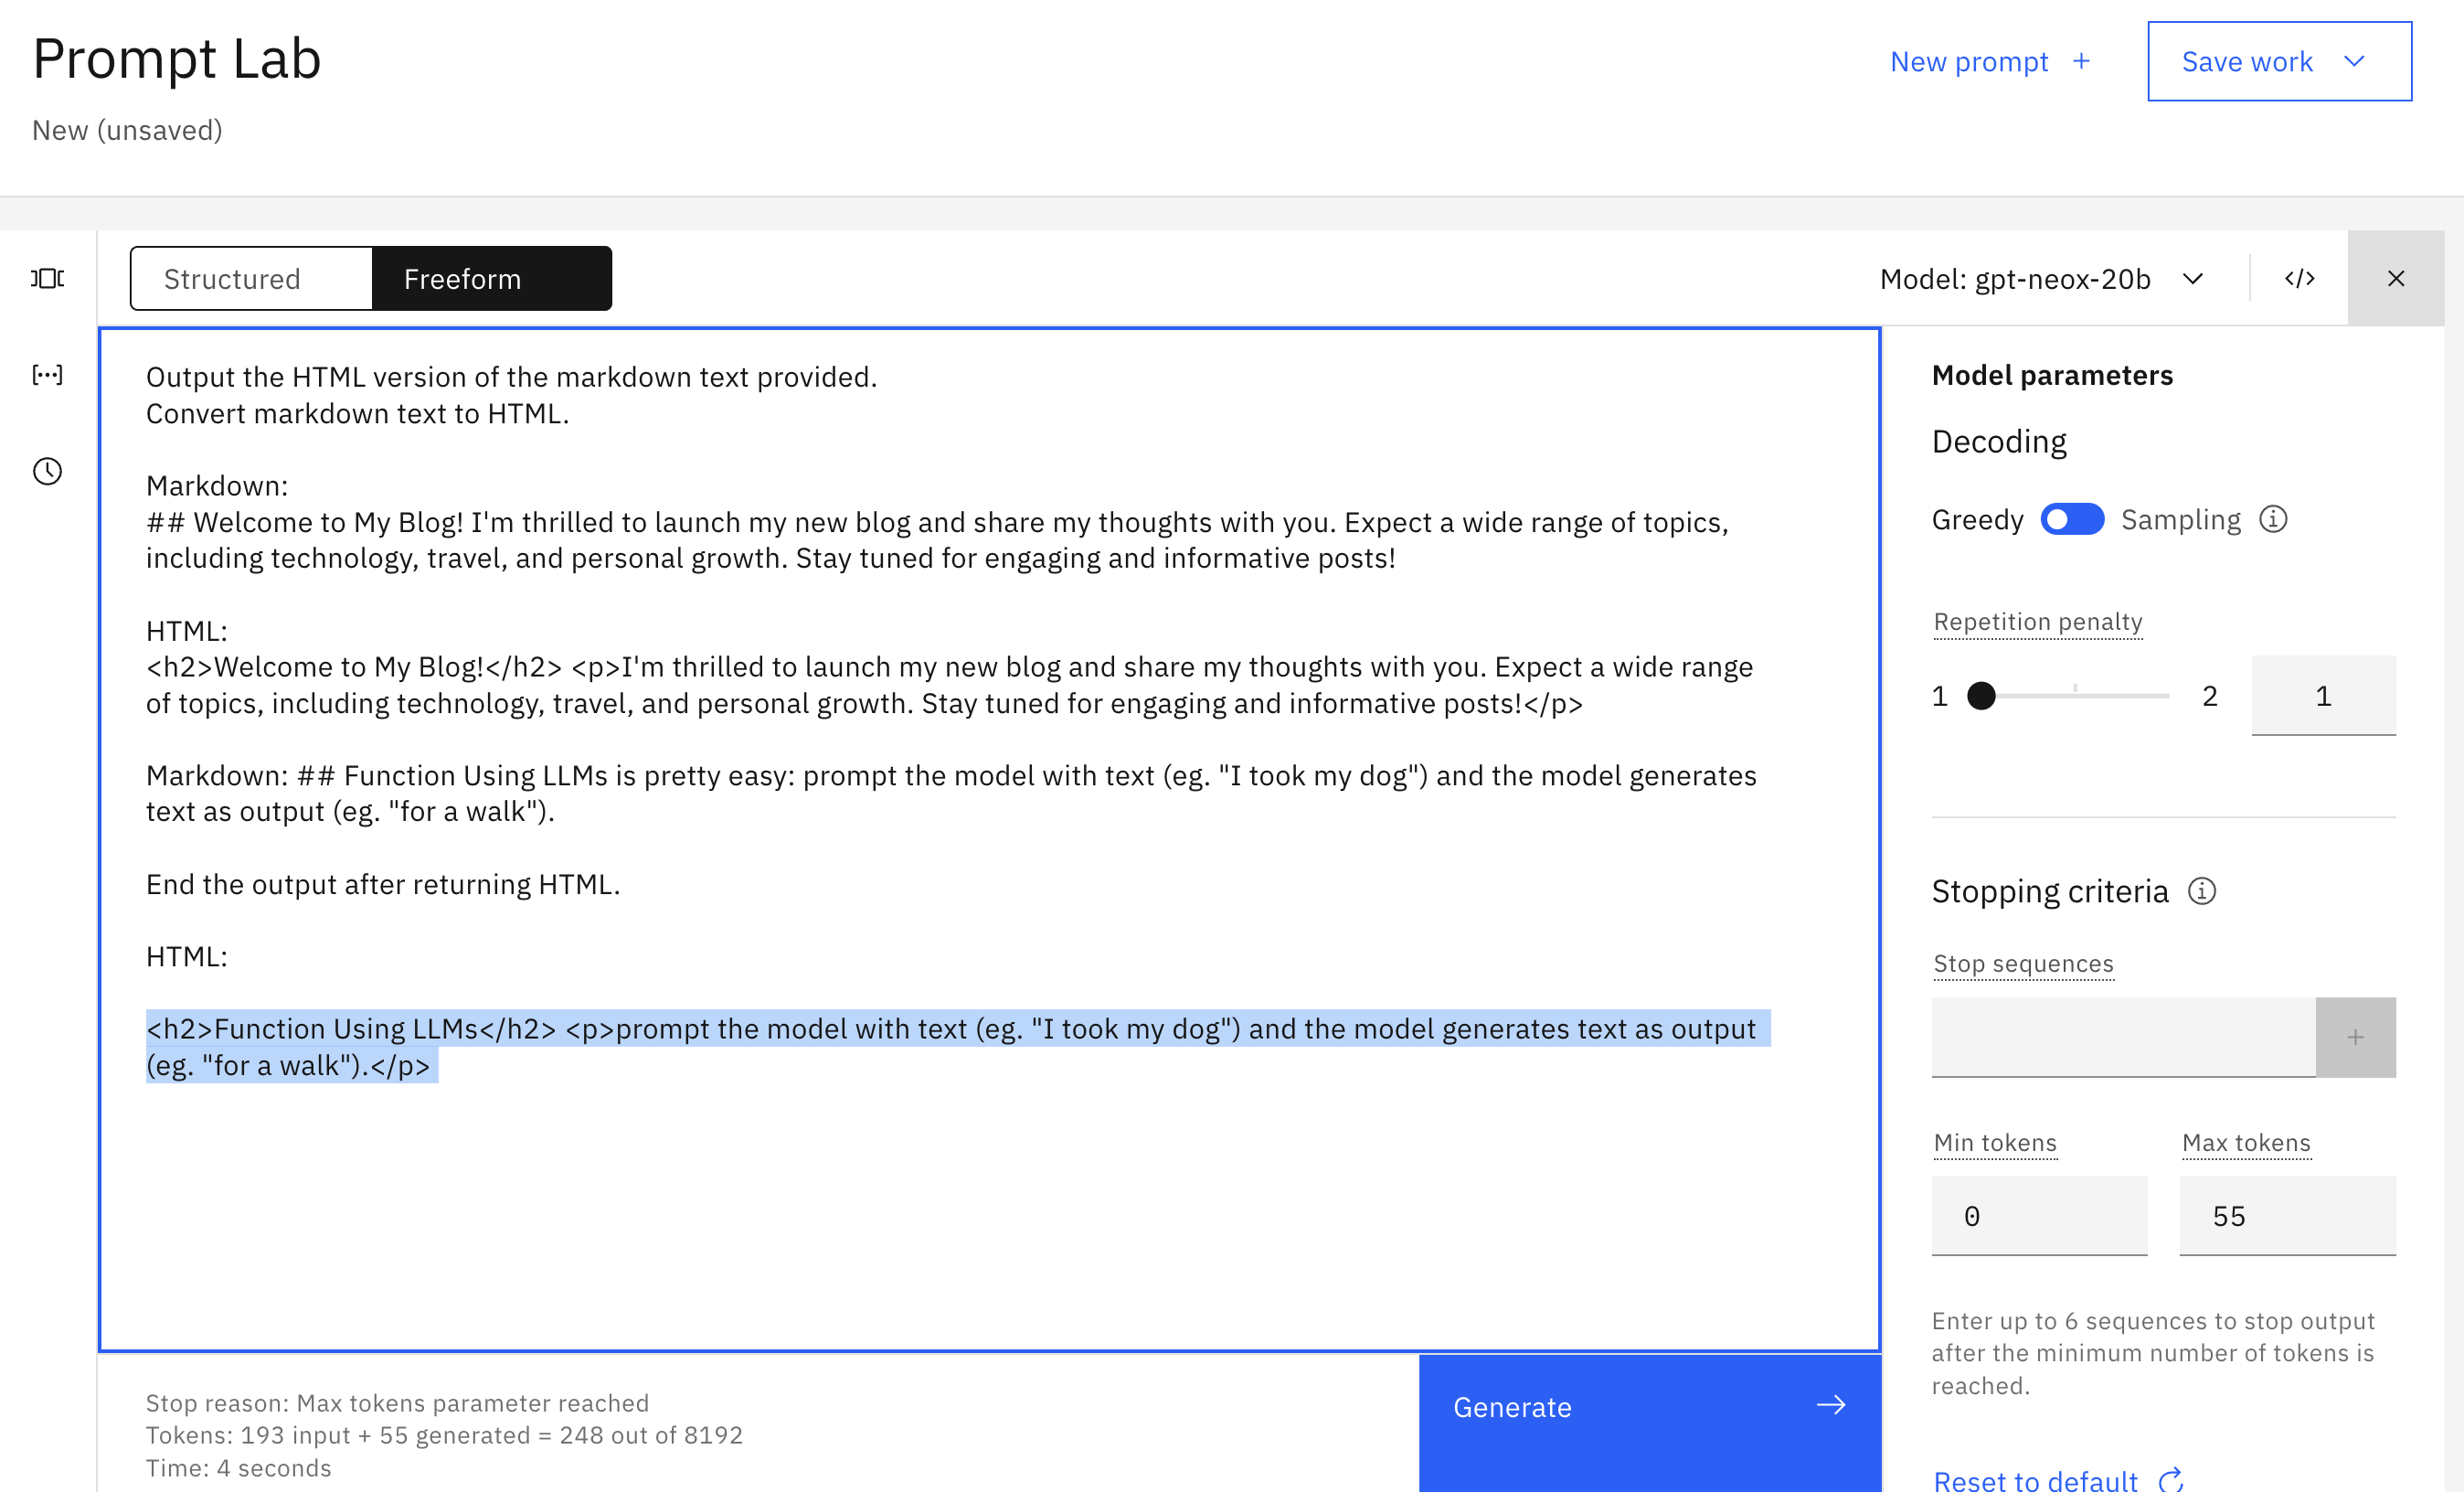 Prompt Lab
New (unsaved)
New prompt +
Save work
Structured
Freeform
Model: gpt-neox-20b
</>
Output the HTML version of the markdown text provided.
Convert markdown text to HTML.
Markdown:
## Welcome to My Blog! I'm thrilled to launch my new blog and share my thoughts with you. Expect a wide range of topics,
including technology, travel, and personal growth. Stay tuned for engaging and informative posts!
HTML:
<h2>Welcome to My Blog!</h2> <p>I'm thrilled to launch my new blog and share my thoughts with you. Expect a wide range
of topics, including technology, travel, and personal growth. Stay tuned for engaging and informative posts!</p>
Markdown: ## Function Using LLMs is pretty easy: prompt the model with text (eg. "I took my dog") and the model generates
text as output (eg. "for a walk").
End the output after returning HTML.
HTML:
<h2>Function Using LLMs</h2> <p>prompt the model with text (eg. "I took my dog") and the model generates text as output
(eg. "for a walk").</p>
Stop reason: Max tokens parameter reached
Tokens: 193 input + 55 generated = 248 out of 8192
Time: 4 seconds
Generate
Model parameters
Decoding
Greedy Sampling
Repetition penalty
1 2 1
Stopping criteria
Stop sequences
+
Min tokens Max tokens
0 55
Enter up to 6 sequences to stop output
after the minimum number of tokens is
reached.
Reset to default